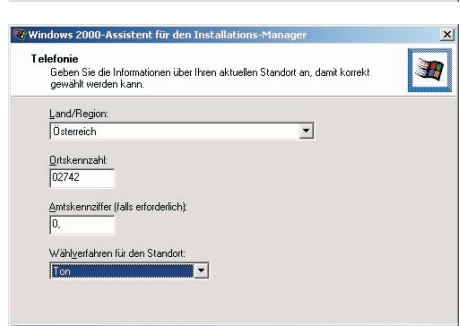 Windows 2000-Assistent für den Installations-Manager
Telefonie
Geben Sie die Informationen über Ihren aktuellen Standort an, damit korrekt
gewählt werden kann.
Land/Region:
Österreich
Ortskennzahl:
02742
Amtskennziffer (falls erforderlich):
0,
Wählverfahren für den Standort:
Ton